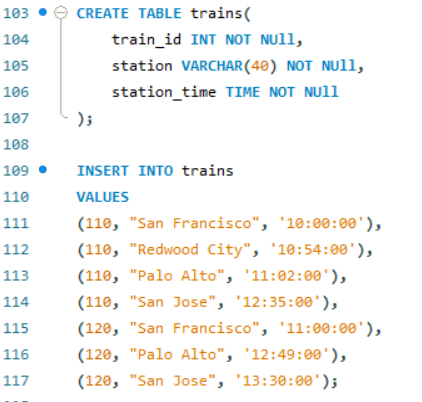 103 CREATE TABLE trains(
104 train_id INT NOT NUll,
105 station VARCHAR(40) NOT NUll,
106 station_time TIME NOT NUll
107 );
108
109 INSERT INTO trains
110 VALUES
111 (110, "San Francisco", '10:00:00'),
112 (110, "Redwood City", '10:54:00'),
113 (110, "Palo Alto", '11:02:00'),
114 (110, "San Jose", '12:35:00'),
115 (120, "San Francisco", '11:00:00'),
116 (120, "Palo Alto", '12:49:00'),
117 (120, "San Jose", '13:30:00');